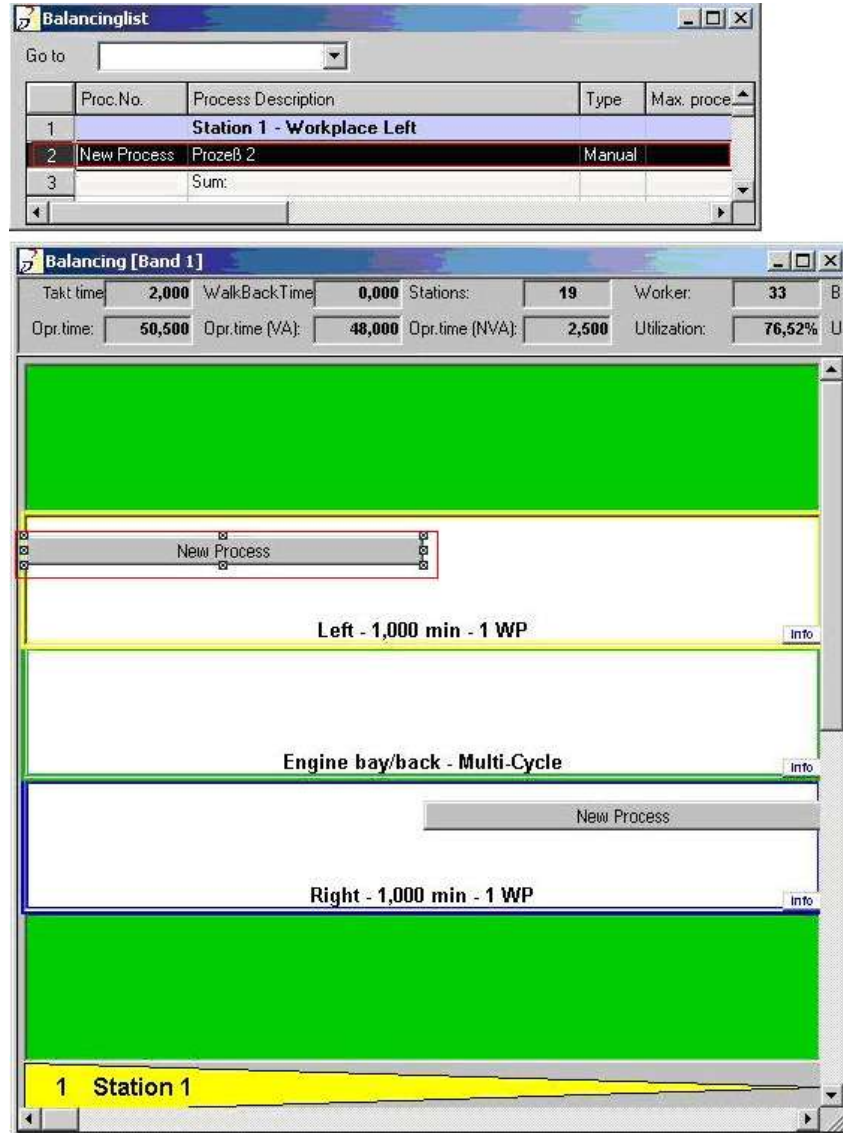 Balancinglist
Go to
Proc.No. Process Description Type Max. proce
1 Station 1 - Workplace Left
2 New Process Prozeß 2 Manual
3 Sum:
Balancing [Band 1]
Takt time 2,000 WalkBackTime 0,000 Stations: 19 Worker: 33 B
Opr.time: 50,500 Opr.time (VA): 48,000 Opr.time (NVA): 2,500 Utilization: 76,52% U
New Process
Left - 1,000 min - 1 WP
Info
Engine bay/back - Multi-Cycle
Info
New Process
Right - 1,000 min - 1 WP
Info
1 Station 1